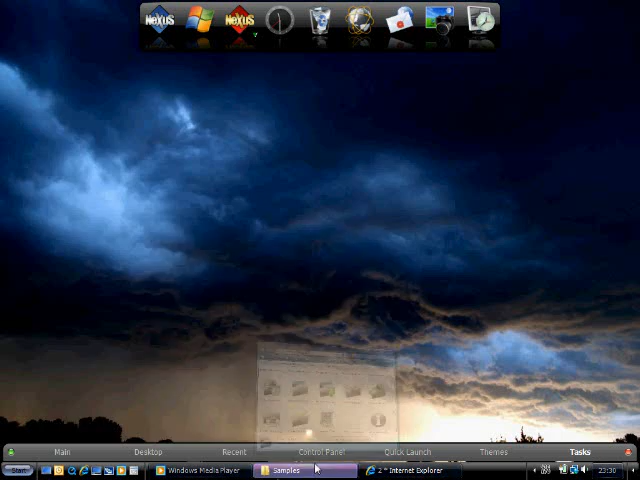 NeXuS NeXuS
Main Desktop Recent Control Panel Quick Launch Themes Tasks
Start Windows Media Player Samples 2 * Internet Explorer 23:30